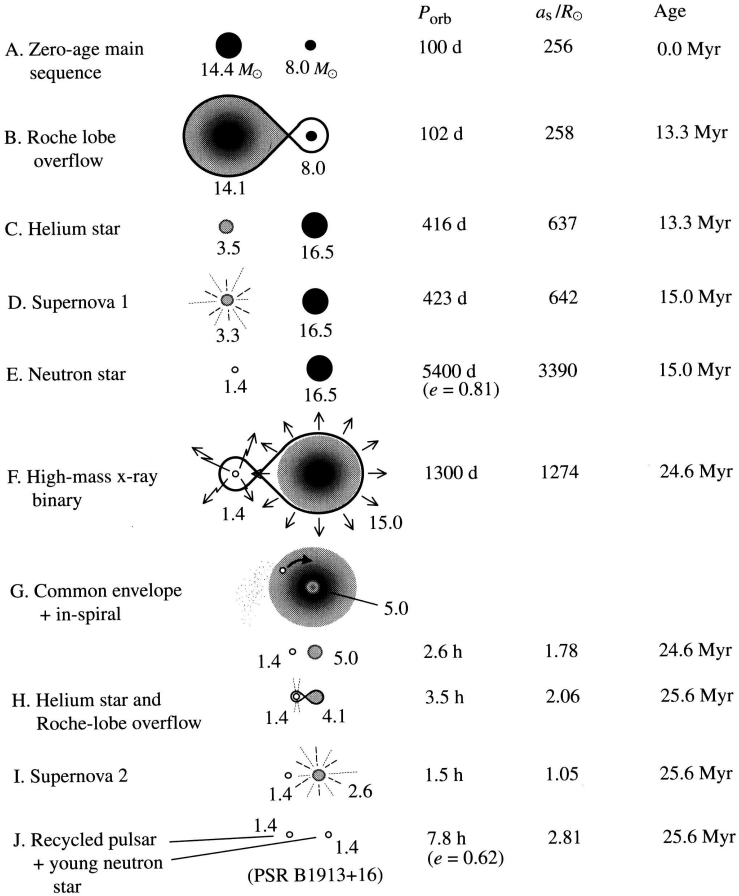 P_orb a_s/R_⊙ Age
A. Zero-age main sequence 14.4 M_⊙ 8.0 M_⊙ 100 d 256 0.0 Myr
B. Roche lobe overflow 14.1 8.0 102 d 258 13.3 Myr
C. Helium star 3.5 16.5 416 d 637 13.3 Myr
D. Supernova 1 3.3 16.5 423 d 642 15.0 Myr
E. Neutron star 1.4 16.5 5400 d 3390 15.0 Myr
(e = 0.81)
F. High-mass x-ray binary 1.4 15.0 1300 d 1274 24.6 Myr
G. Common envelope
+ in-spiral 5.0
1.4 5.0 2.6 h 1.78 24.6 Myr
H. Helium star and
Roche-lobe overflow 1.4 4.1 3.5 h 2.06 25.6 Myr
I. Supernova 2 1.4 2.6 1.5 h 1.05 25.6 Myr
J. Recycled pulsar 1.4 7.8 h 2.81 25.6 Myr
+ young neutron 1.4 (e = 0.62)
star (PSR B1913+16)